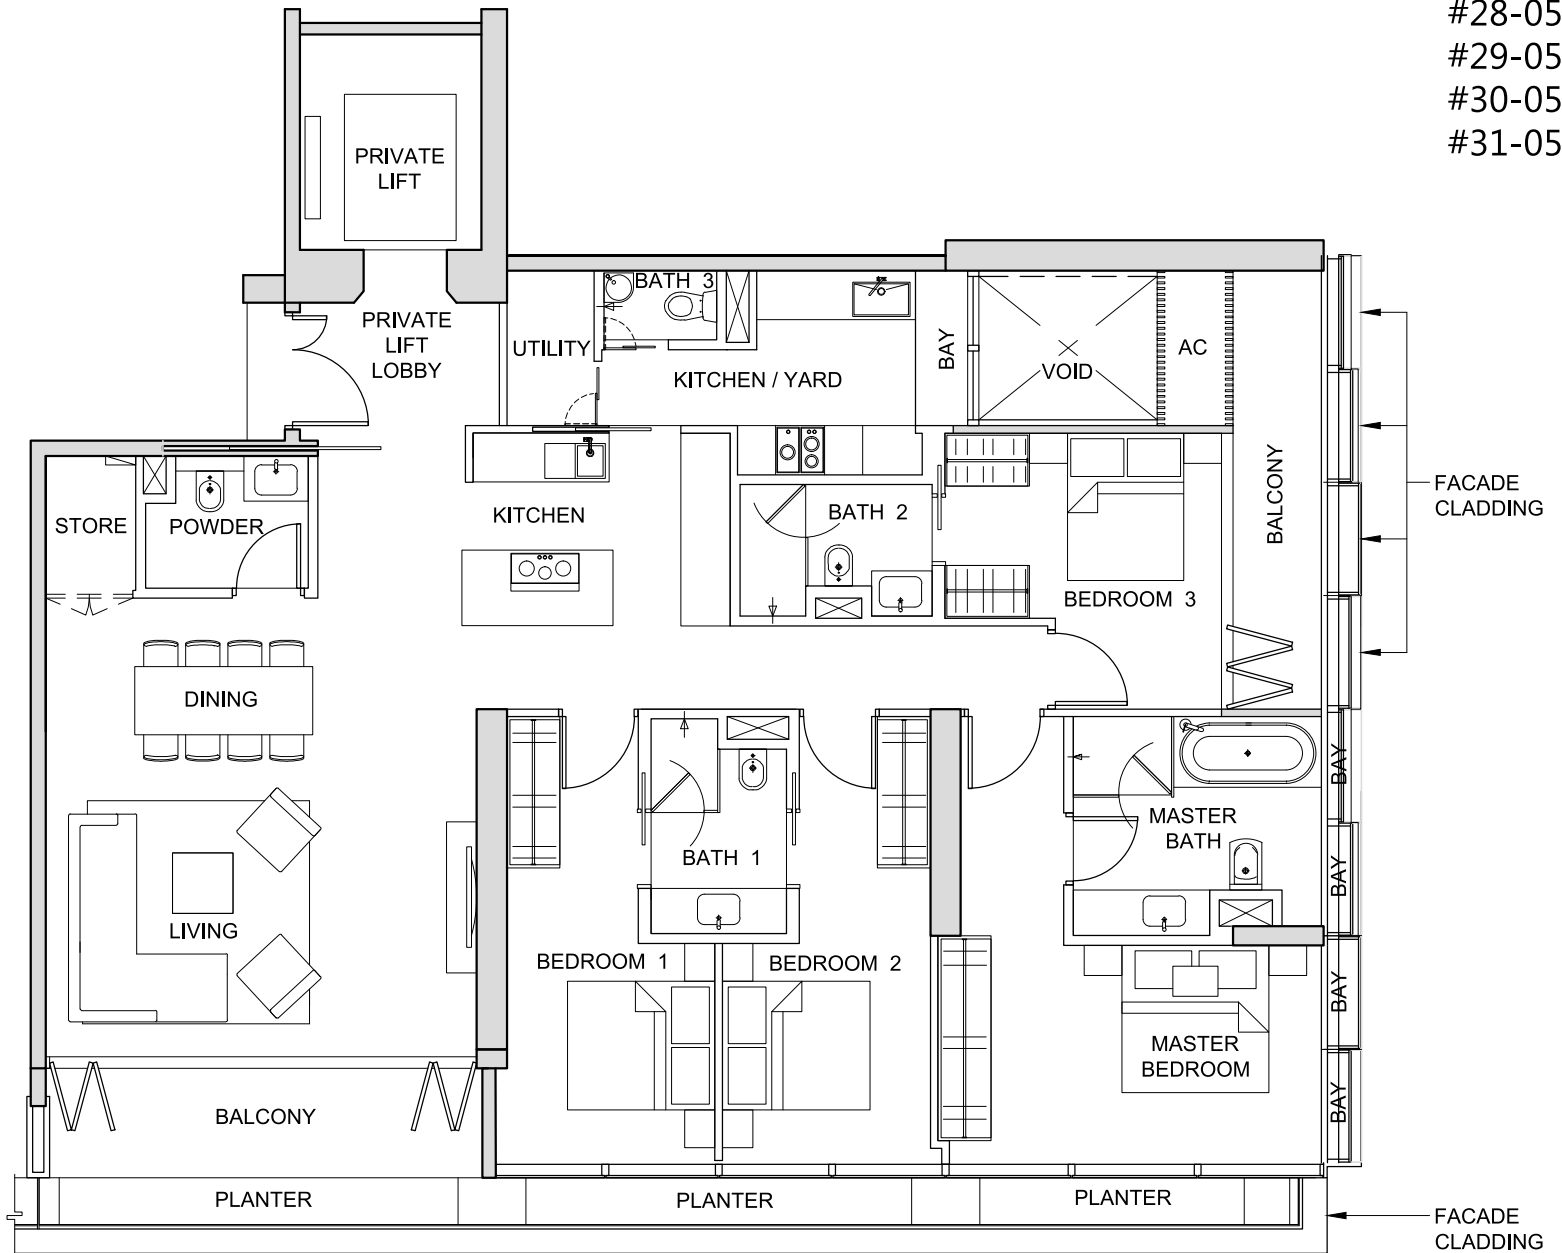 #28-05
#29-05
#30-05
#31-05
PRIVATE
LIFT
PRIVATE
LIFT
LOBBY
BATH 3
UTILITY
KITCHEN / YARD
BAY
VOID
AC
BALCONY
FACADE
CLADDING
STORE
POWDER
KITCHEN
BATH 2
BEDROOM 3
DINING
LIVING
BATH 1
MASTER
BATH
BAY
BAY
BAY
BAY
BEDROOM 1
BEDROOM 2
MASTER
BEDROOM
BALCONY
PLANTER
PLANTER
PLANTER
FACADE
CLADDING